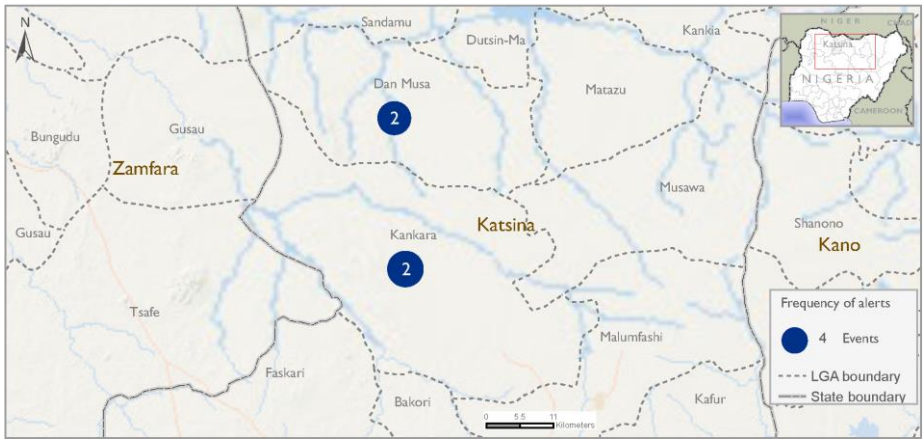 N
Sandamu
Dutsin-Ma
Kankia
Dan Musa
Matazu
2
Bungudu
Gusau
Zamfara
Musawa
Gusau
Kankara
Katsina
Shanono
Kano
2
Tsafe
Malumfashi
Faskari
Bakori
Kafur
0 5.5 11
Kilometers
NIGER
CHAD
Katsina
NIGERIA
CAMEROON
Frequency of alerts
4 Events
LGA boundary
State boundary